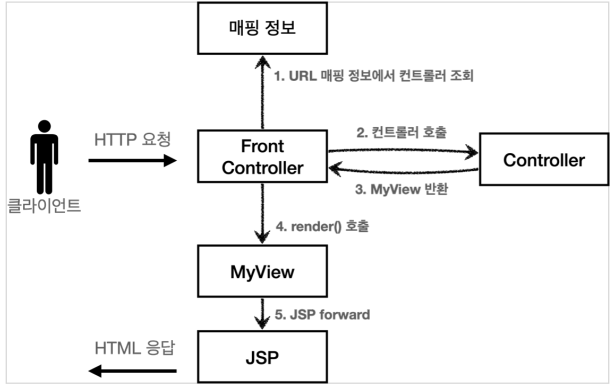 매핑 정보
1. URL 매핑 정보에서 컨트롤러 조회
HTTP 요청
Front
Controller
2. 컨트롤러 호출
Controller
3. MyView 반환
클라이언트
4. render() 호출
MyView
5. JSP forward
HTML 응답
JSP